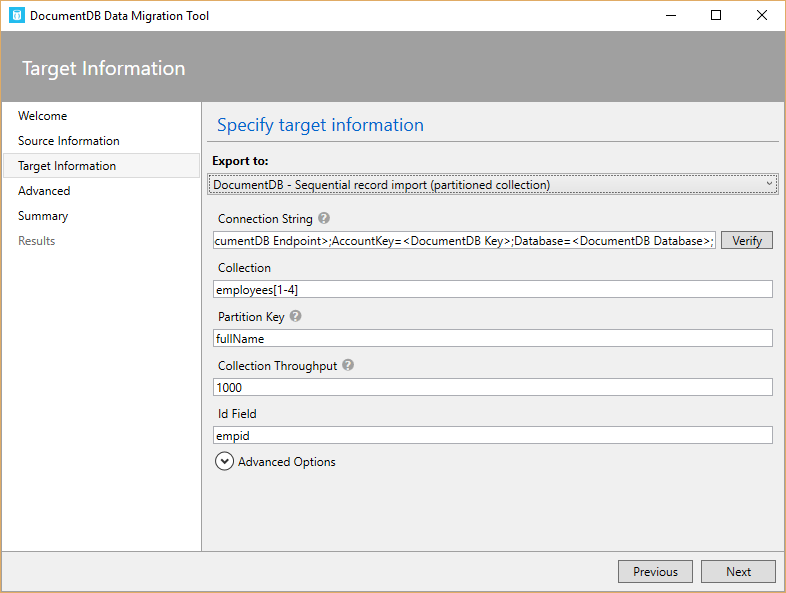 DocumentDB Data Migration Tool
Target Information
Welcome
Source Information
Target Information
Advanced
Summary
Results
Specify target information
Export to:
DocumentDB - Sequential record import (partitioned collection)
Connection String ?
cumentDB Endpoint>;AccountKey=<DocumentDB Key>;Database=<DocumentDB Database>; Verify
Collection
employees[1-4]
Partition Key ?
fullName
Collection Throughput ?
1000
Id Field
empid
Advanced Options
Previous Next